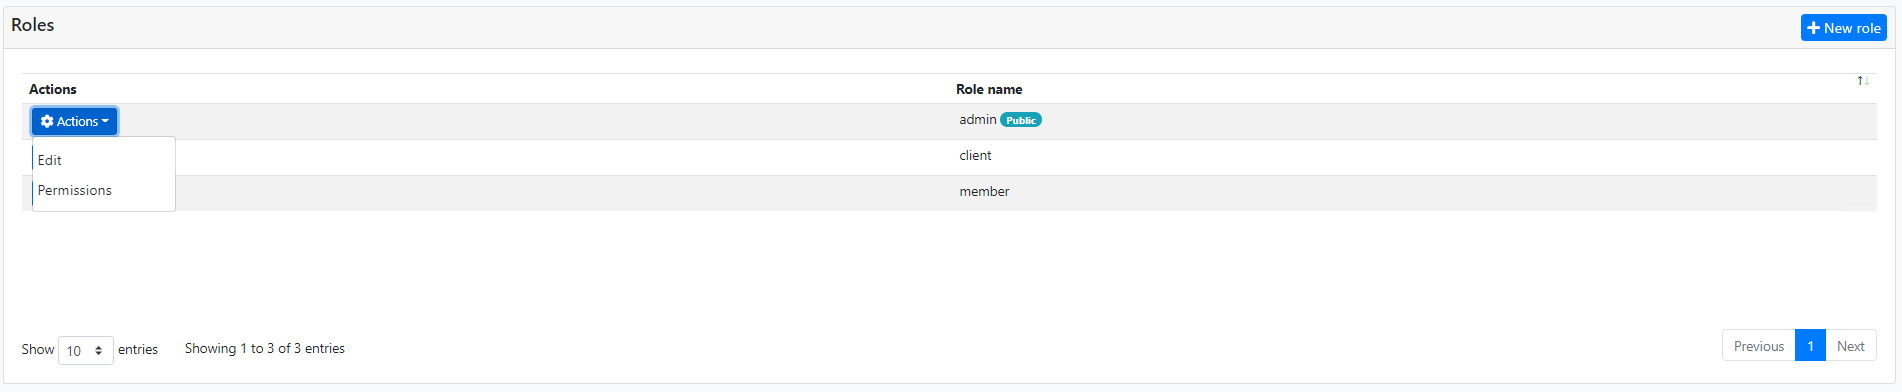 Roles
New role
Actions Role name
Actions admin Public
Edit client
Permissions member
Show 10 entries Showing 1 to 3 of 3 entries Previous 1 Next